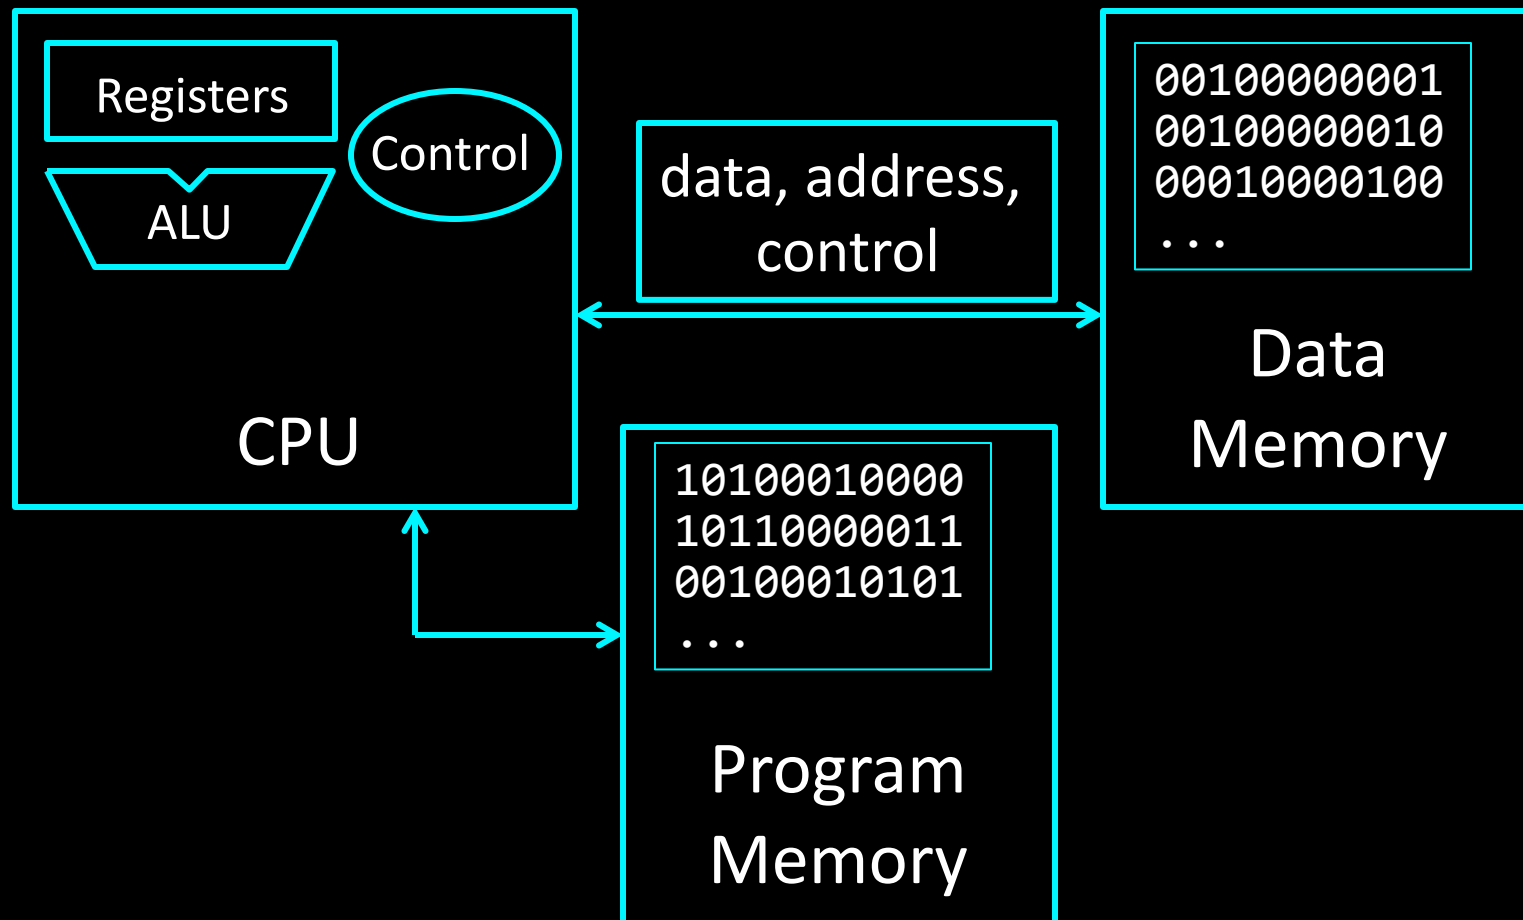 Registers
Control
ALU
CPU
data, address,
control
00100000001
00100000010
00010000100
...
Data
Memory
10100010000
10110000011
00100010101
...
Program
Memory